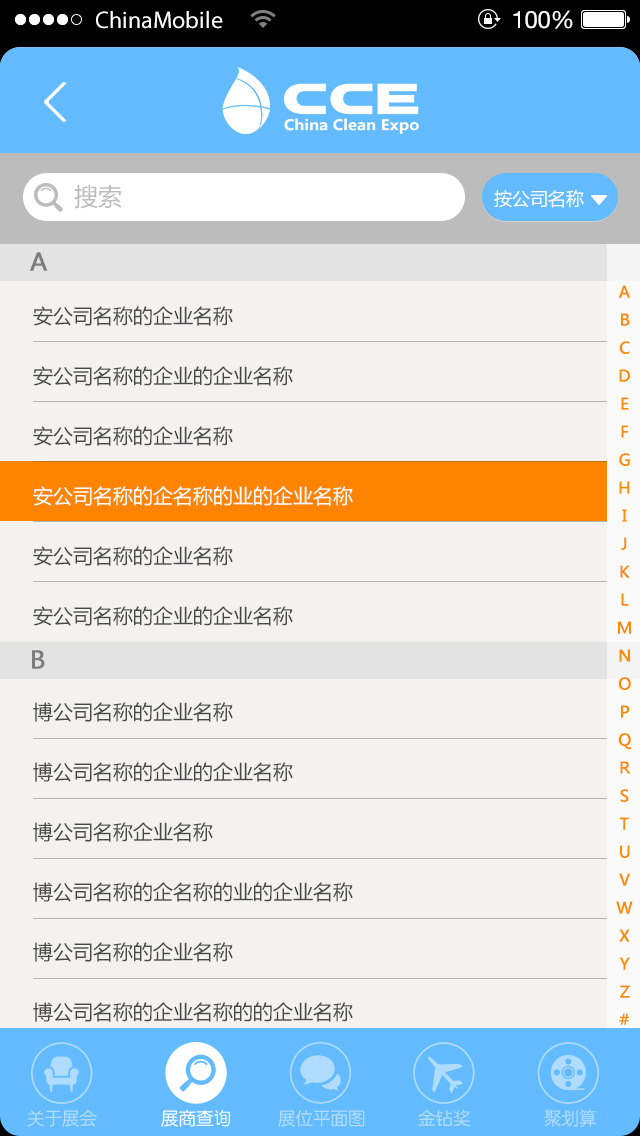 ChinaMobile 100%
CCE
China Clean Expo
搜索 按公司名称
A
安公司名称的企业名称
安公司名称的企业的企业名称
安公司名称的企业名称
安公司名称的企名称的业的企业名称
安公司名称的企业名称
安公司名称的企业的企业名称
B
博公司名称的企业名称
博公司名称的企业的企业名称
博公司名称企业名称
博公司名称的企名称的业的企业名称
博公司名称的企业名称
博公司名称的企业名称的的企业名称
A
B
C
D
E
F
G
H
I
J
K
L
M
N
O
P
Q
R
S
T
U
V
W
X
Y
Z
#
关于展会 展商查询 展位平面图 金钻奖 聚划算